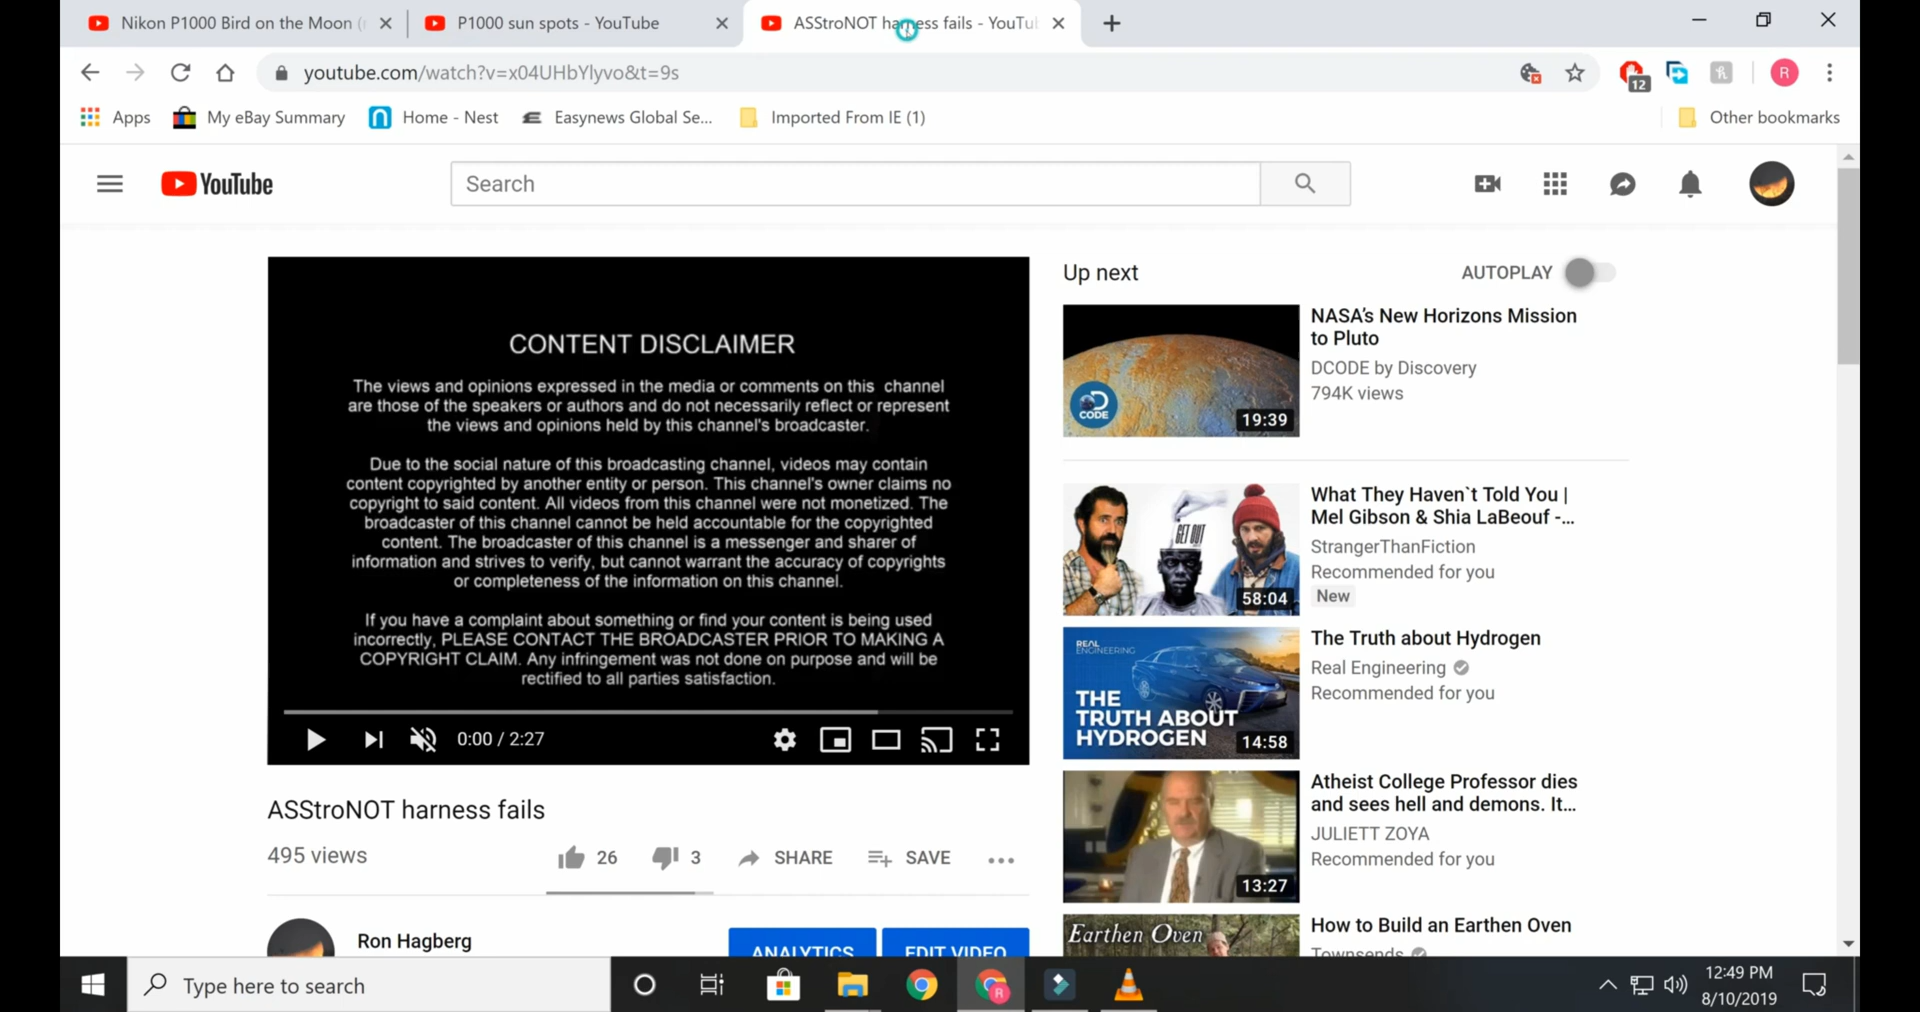 Nikon P1000 Bird on the Moon (
P1000 sun spots - YouTube
ASStroNOT harness fails - YouTu
youtube.com/watch?v=x04UHbYlyvo&t=9s
12
R
Apps
My eBay Summary
Home - Nest
Easynews Global Se...
Imported From IE (1)
Other bookmarks
YouTube
Search
CONTENT DISCLAIMER
The views and opinions expressed in the media or comments on this channel
are those of the speakers or authors and do not necessarily reflect or represent
the views and opinions held by this channel's broadcaster.
Due to the social nature of this broadcasting channel, videos may contain
content copyrighted by another entity or person. This channel's owner claims no
copyright to said content. All videos from this channel were not monetized. The
broadcaster of this channel cannot be held accountable for the copyrighted
content. The broadcaster of this channel is a messenger and sharer of
information and strives to verify, but cannot warrant the accuracy of copyrights
or completeness of the information on this channel.
If you have a complaint about something or find your content is being used
incorrectly, PLEASE CONTACT THE BROADCASTER PRIOR TO MAKING A
COPYRIGHT CLAIM. Any infringement was not done on purpose and will be
rectified to all parties satisfaction.
0:00 / 2:27
ASStroNOT harness fails
495 views
26
3
SHARE
SAVE
Ron Hagberg
ANALYTICS
EDIT VIDEO
Up next
AUTOPLAY
D CODE
19:39
NASA's New Horizons Mission
to Pluto
DCODE by Discovery
794K views
GET OUT
58:04
What They Haven`t Told You |
Mel Gibson & Shia LaBeouf -...
StrangerThanFiction
Recommended for you
New
REAL
ENGINEERING
THE
TRUTH ABOUT
HYDROGEN
14:58
The Truth about Hydrogen
Real Engineering
Recommended for you
13:27
Atheist College Professor dies
and sees hell and demons. It...
JULIETT ZOYA
Recommended for you
Earthen Oven
How to Build an Earthen Oven
Townsends
Type here to search
R
12:49 PM
8/10/2019